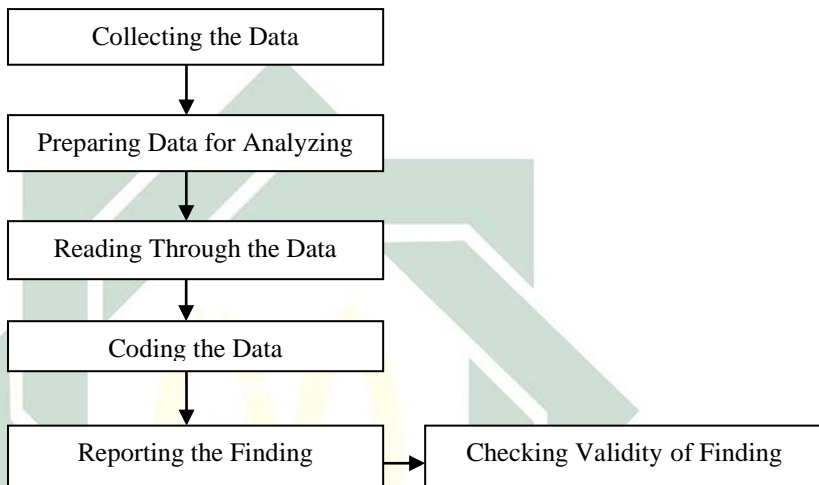 Collecting the Data
Preparing Data for Analyzing
Reading Through the Data
Coding the Data
Reporting the Finding
Checking Validity of Finding